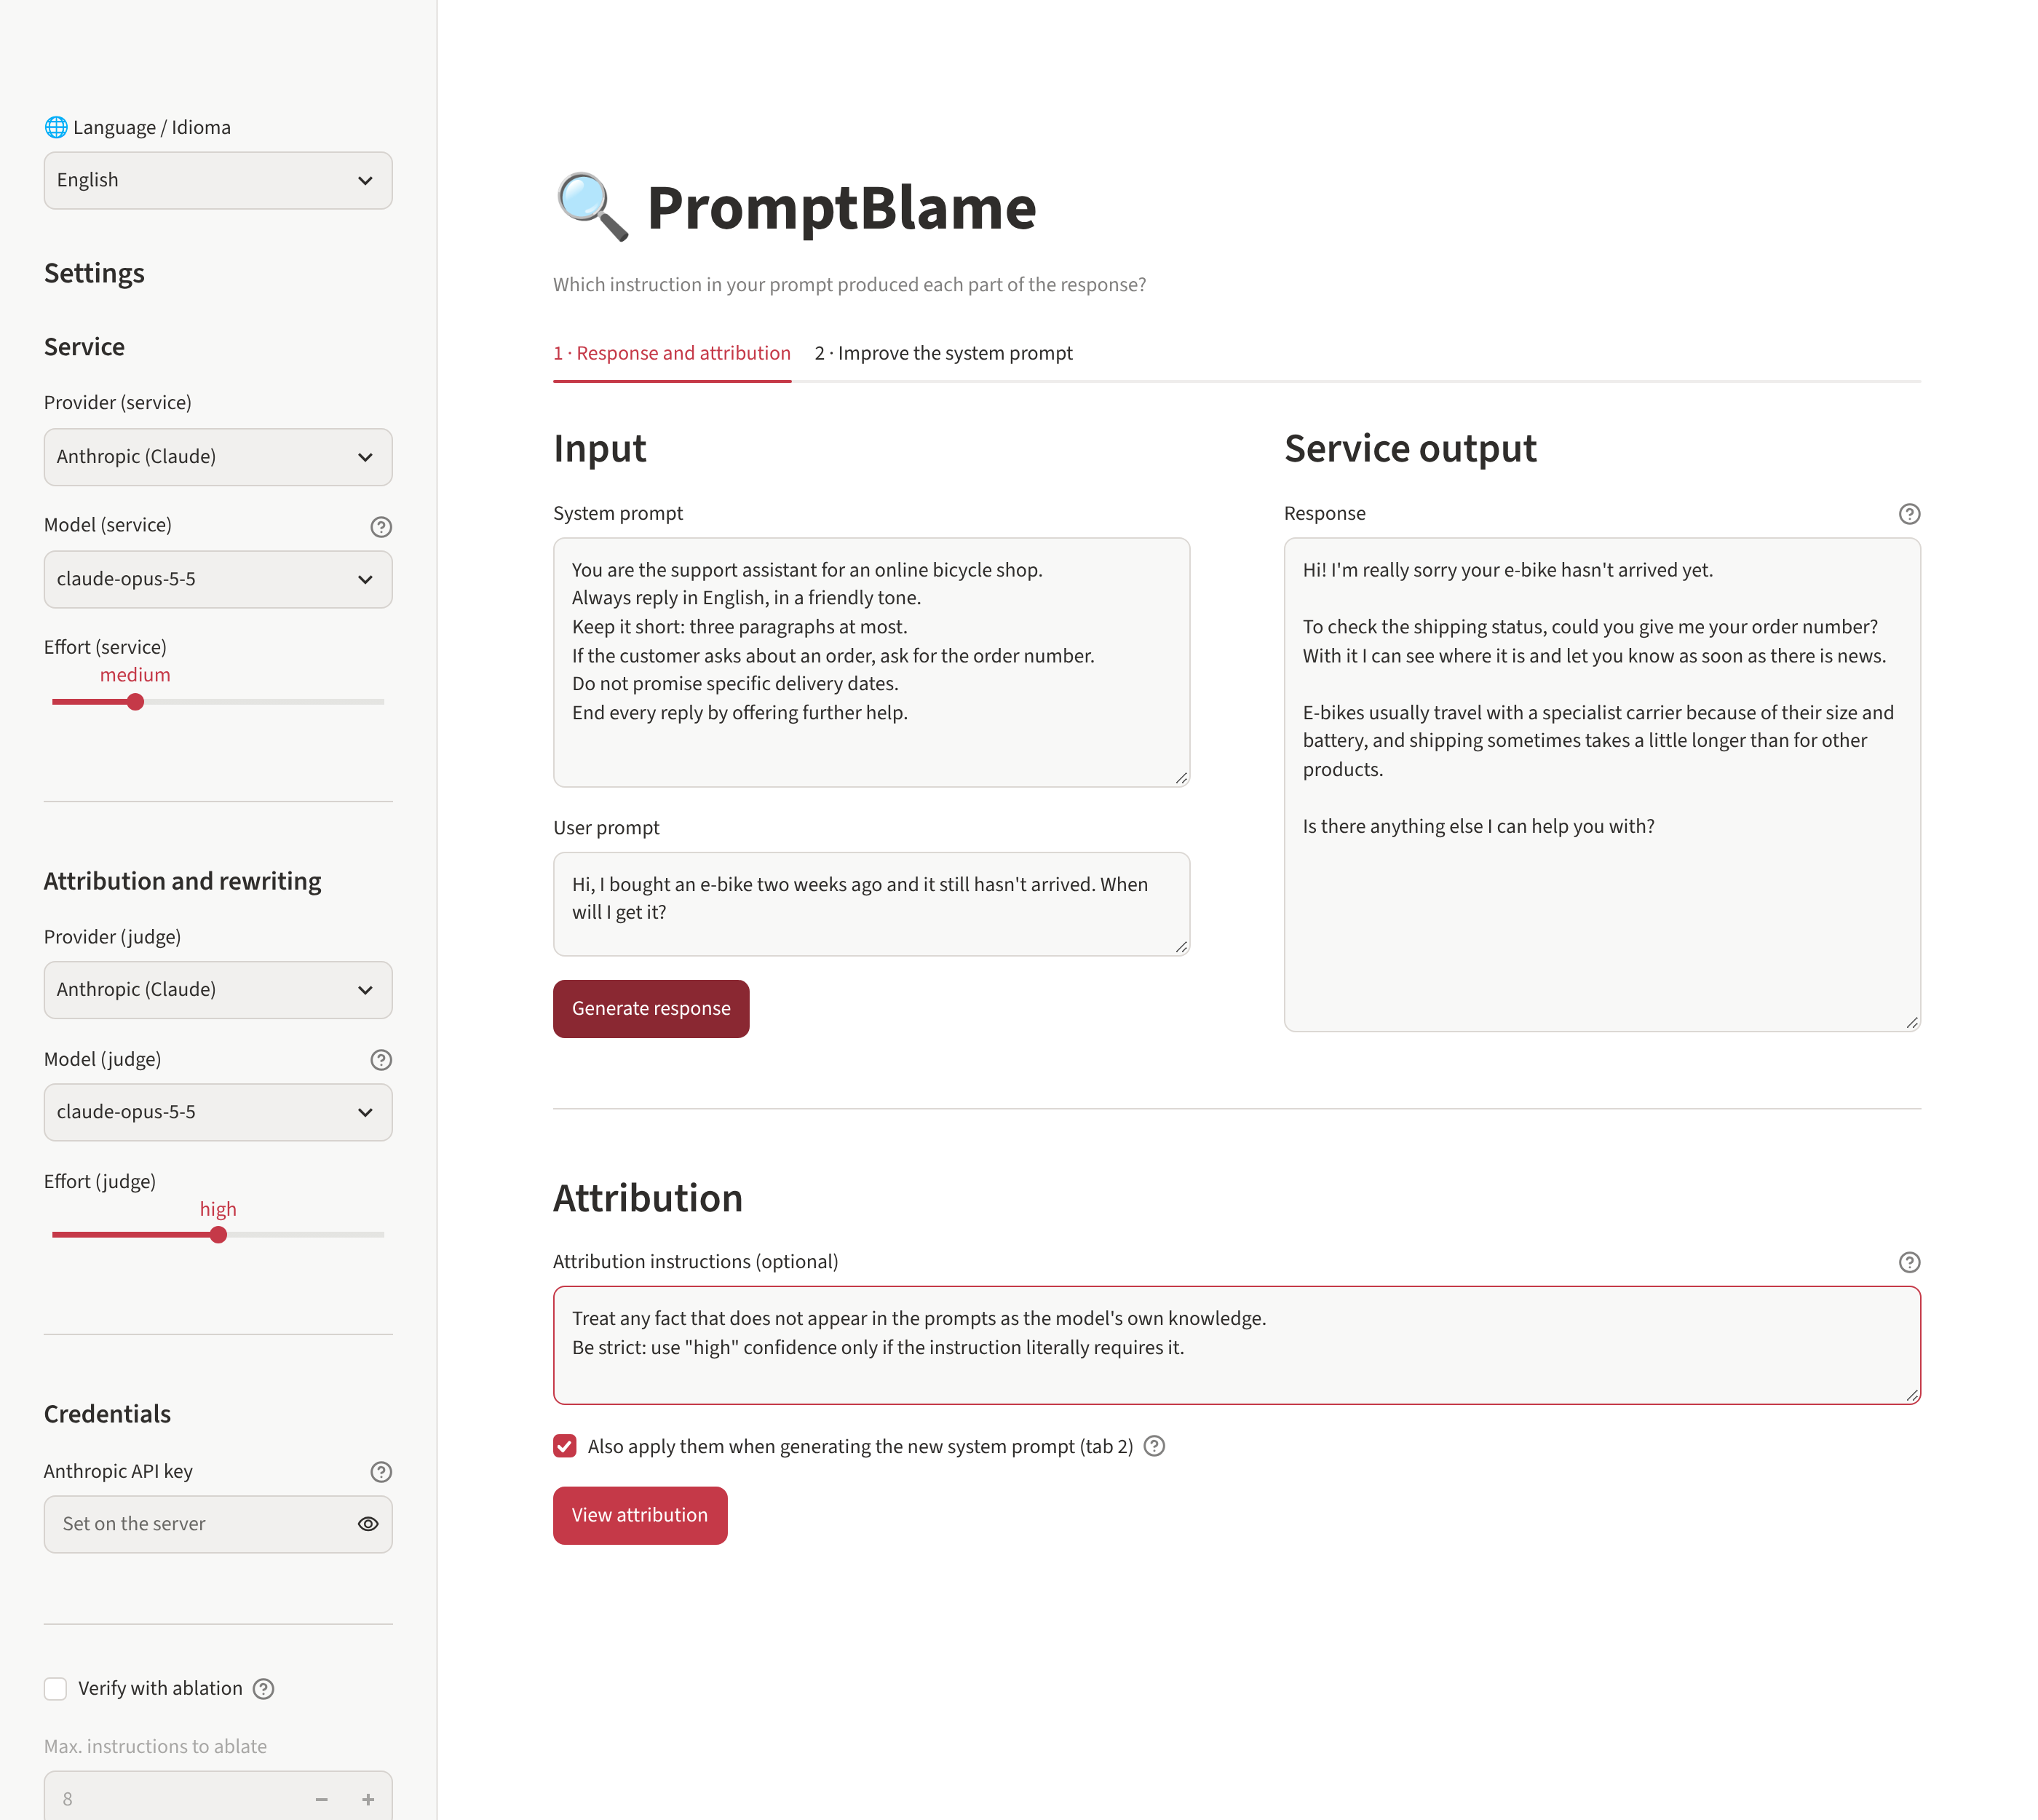 🌐 Language / Idioma
English
Settings
Service
Provider (service)
Anthropic (Claude)
Model (service)
claude-opus-5-5
Effort (service)
medium
Attribution and rewriting
Provider (judge)
Anthropic (Claude)
Model (judge)
claude-opus-5-5
Effort (judge)
high
Credentials
Anthropic API key
Set on the server
Verify with ablation
Max. instructions to ablate
8
🔍 PromptBlame
Which instruction in your prompt produced each part of the response?
1 · Response and attribution
2 · Improve the system prompt
Input
System prompt
You are the support assistant for an online bicycle shop.
Always reply in English, in a friendly tone.
Keep it short: three paragraphs at most.
If the customer asks about an order, ask for the order number.
Do not promise specific delivery dates.
End every reply by offering further help.
User prompt
Hi, I bought an e-bike two weeks ago and it still hasn't arrived. When
will I get it?
Generate response
Service output
Response
Hi! I'm really sorry your e-bike hasn't arrived yet.
To check the shipping status, could you give me your order number?
With it I can see where it is and let you know as soon as there is news.
E-bikes usually travel with a specialist carrier because of their size and
battery, and shipping sometimes takes a little longer than for other
products.
Is there anything else I can help you with?
Attribution
Attribution instructions (optional)
Treat any fact that does not appear in the prompts as the model's own knowledge.
Be strict: use "high" confidence only if the instruction literally requires it.
Also apply them when generating the new system prompt (tab 2)
View attribution